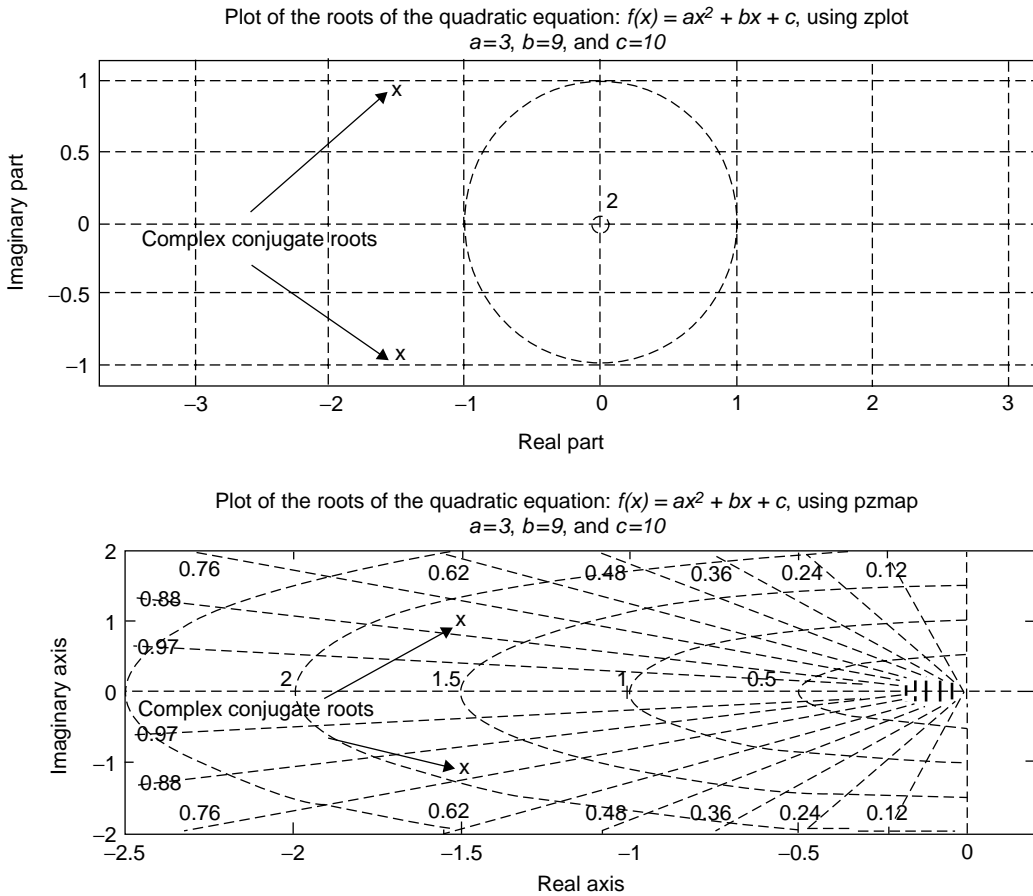 Plot of the roots of the quadratic equation: f(x) = ax² + bx + c, using zplot
a=3, b=9, and c=10
1
x
0.5
2
0
Complex conjugate roots
−0.5
x
−1
−3 −2 −1 0 1 2 3
Imaginary part
Real part
Plot of the roots of the quadratic equation: f(x) = ax² + bx + c, using pzmap
a=3, b=9, and c=10
2
0.76 0.62 0.48 0.36 0.24 0.12
0.88
1
x
0.97
2 1.5 1 0.5
0
Complex conjugate roots
0.97
−1
x
0.88
0.76 0.62 0.48 0.36 0.24 0.12
−2
−2.5 −2 −1.5 −1 −0.5 0
Imaginary axis
Real axis